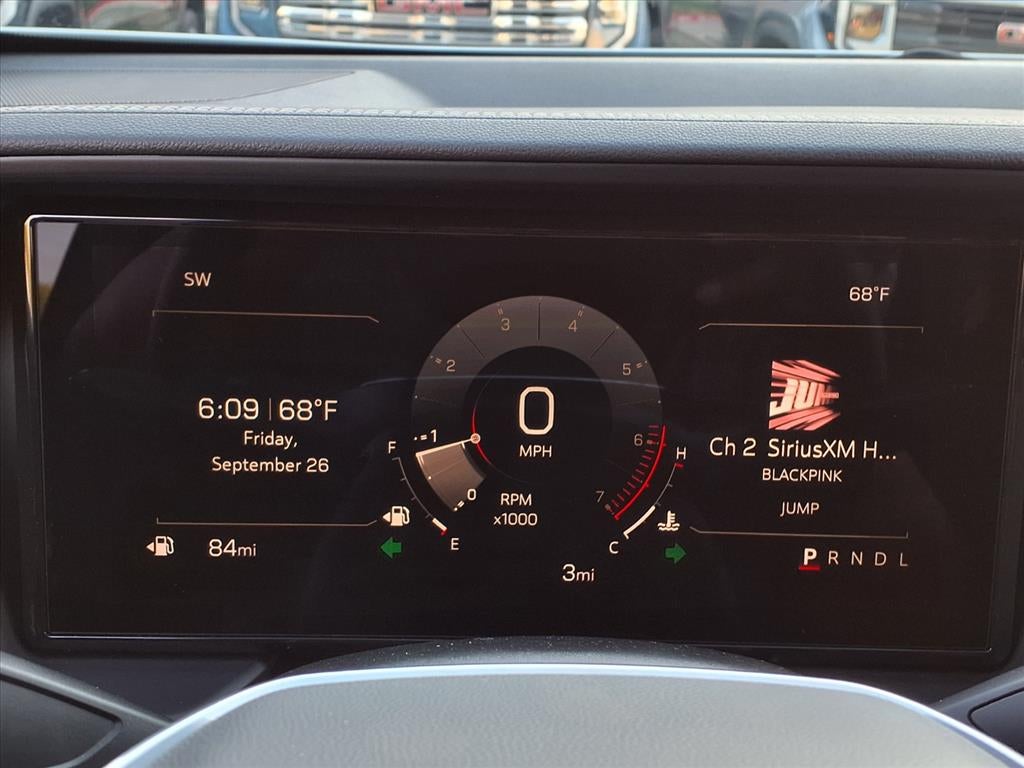 SW
68°F
6:09 | 68°F
Friday,
September 26
84mi
F
E
0
1
2
3
4
5
6
7
0
MPH
RPM
x1000
H
C
3mi
Ch 2 SiriusXM H...
BLACKPINK
JUMP
P R N D L